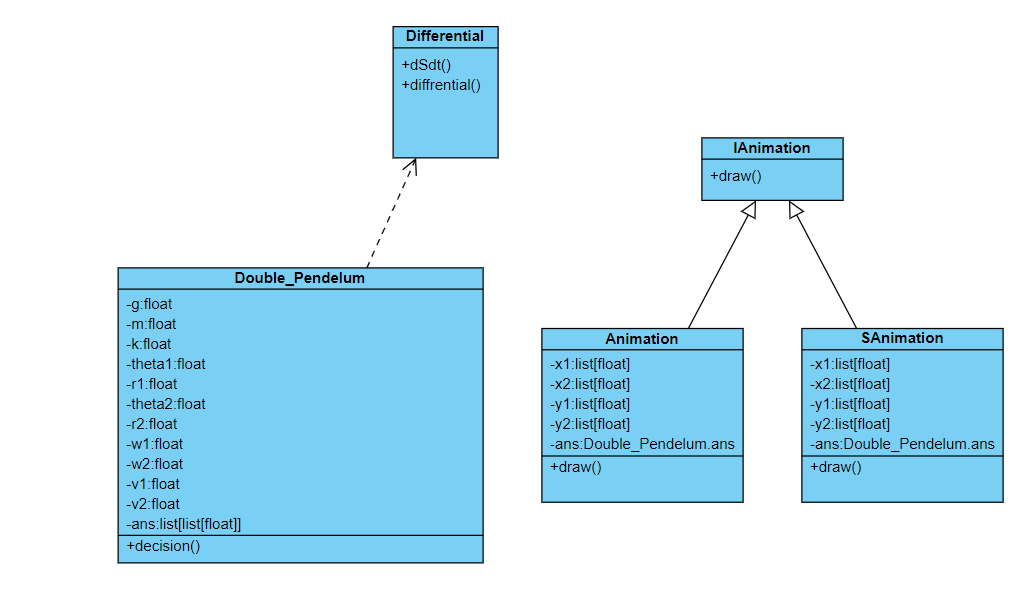 Differential
+dSdt()
+diffrential()
IAnimation
+draw()
Double_Pendelum
-g:float
-m:float
-k:float
-theta1:float
-r1:float
-theta2:float
-r2:float
-w1:float
-w2:float
-v1:float
-v2:float
-ans:list[list[float]]
+decision()
Animation
-x1:list[float]
-x2:list[float]
-y1:list[float]
-y2:list[float]
-ans:Double_Pendelum.ans
+draw()
SAnimation
-x1:list[float]
-x2:list[float]
-y1:list[float]
-y2:list[float]
-ans:Double_Pendelum.ans
+draw()